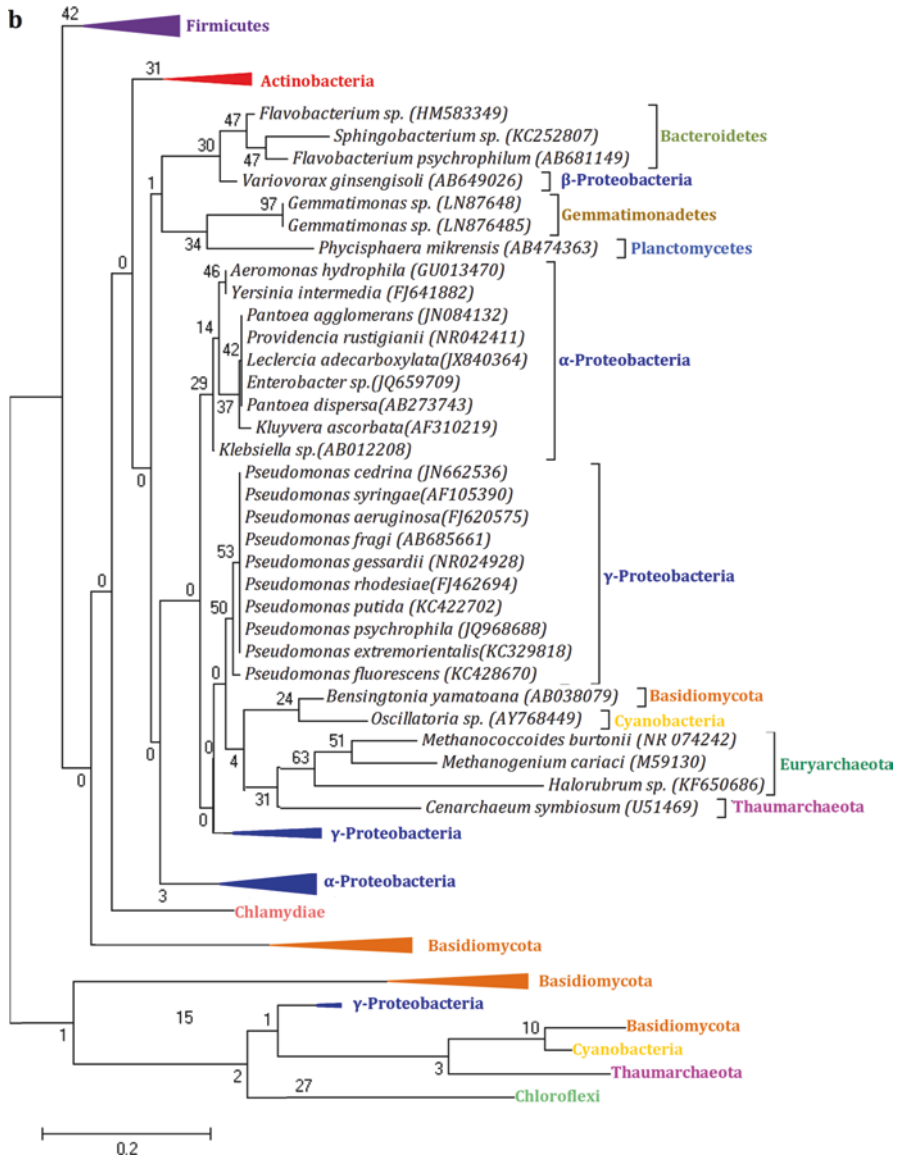 b
42
Firmicutes
31
Actinobacteria
Flavobacterium sp. (HM583349)
47
Sphingobacterium sp. (KC252807)
Bacteroidetes
30
47
Flavobacterium psychrophilum (AB681149)
Variovorax ginsengisoli (AB649026)
β-Proteobacteria
1
97
Gemmatimonas sp. (LN87648)
Gemmatimonas sp. (LN876485)
Gemmatimonadetes
34
Phycisphaera mikrensis (AB474363)
Planctomycetes
0
46
Aeromonas hydrophila (GU013470)
Yersinia intermedia (FJ641882)
Pantoea agglomerans (JN084132)
14
Providencia rustigianii (NR042411)
42
Leclercia adecarboxylata(JX840364)
α-Proteobacteria
29
Enterobacter sp.(JQ659709)
37
Pantoea dispersa(AB273743)
Kluyvera ascorbata(AF310219)
Klebsiella sp.(AB012208)
0
Pseudomonas cedrina (JN662536)
Pseudomonas syringae(AF105390)
Pseudomonas aeruginosa(FJ620575)
Pseudomonas fragi (AB685661)
53
Pseudomonas gessardii (NR024928)
γ-Proteobacteria
0
0
Pseudomonas rhodesiae(FJ462694)
50
Pseudomonas putida (KC422702)
Pseudomonas psychrophila (JQ968688)
Pseudomonas extremorientalis(KC329818)
0
Pseudomonas fluorescens (KC428670)
24
Bensingtonia yamatoana (AB038079)
Basidiomycota
Oscillatoria sp. (AY768449)
Cyanobacteria
0
0
51
Methanococcoides burtonii (NR 074242)
4
63
Methanogenium cariaci (M59130)
Euryarchaeota
0
Halorubrum sp. (KF650686)
31
Cenarchaeum symbiosum (U51469)
Thaumarchaeota
0
γ-Proteobacteria
α-Proteobacteria
3
Chlamydiae
Basidiomycota
Basidiomycota
γ-Proteobacteria
15
1
10
Basidiomycota
1
Cyanobacteria
3
Thaumarchaeota
2
27
Chloroflexi
0.2